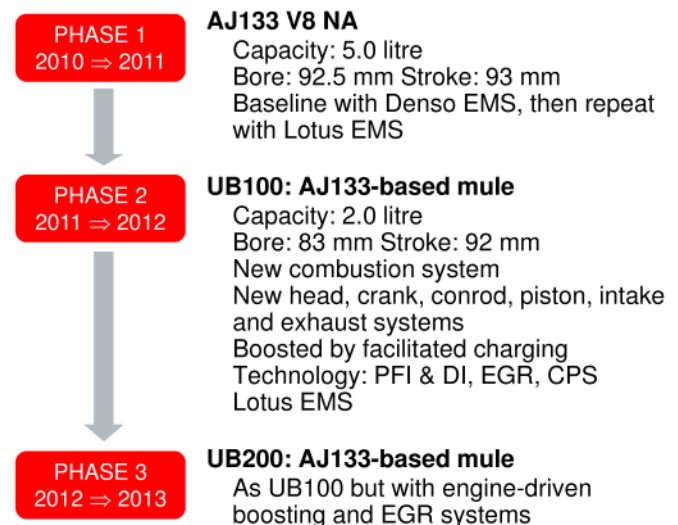 PHASE 1
2010 ⇒ 2011
AJ133 V8 NA
Capacity: 5.0 litre
Bore: 92.5 mm Stroke: 93 mm
Baseline with Denso EMS, then repeat
with Lotus EMS
PHASE 2
2011 ⇒ 2012
UB100: AJ133-based mule
Capacity: 2.0 litre
Bore: 83 mm Stroke: 92 mm
New combustion system
New head, crank, conrod, piston, intake
and exhaust systems
Boosted by facilitated charging
Technology: PFI & DI, EGR, CPS
Lotus EMS
PHASE 3
2012 ⇒ 2013
UB200: AJ133-based mule
As UB100 but with engine-driven
boosting and EGR systems